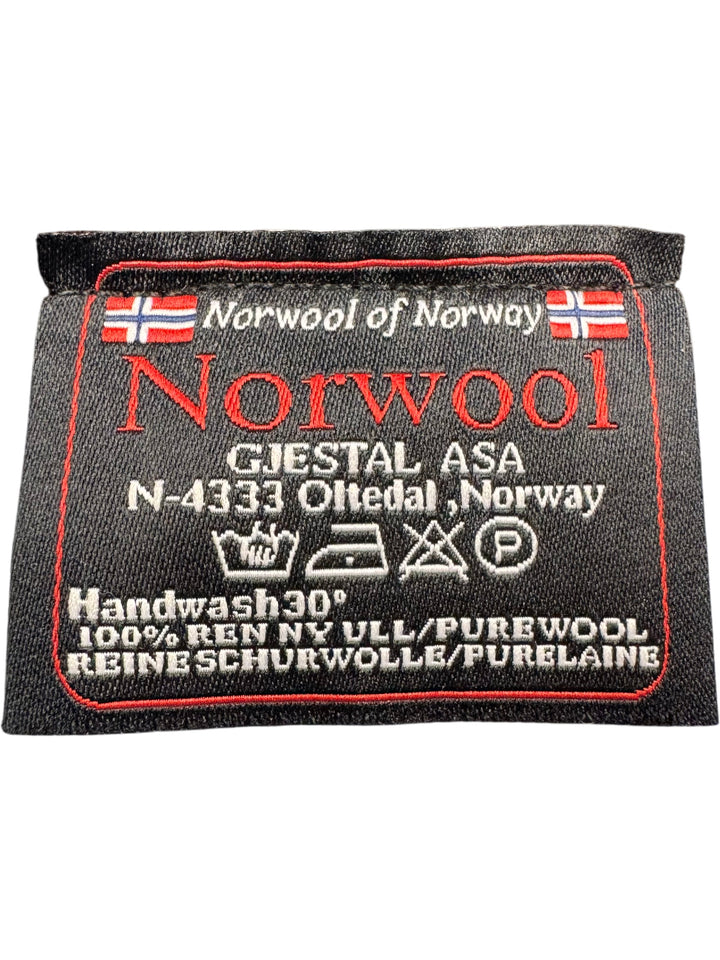 Norwool of Norway
Norwool
GJESTAL ASA
N-4333 Oltedal ,Norway
P
Handwash30°
100% REN NY ULL/PUREWOOL
REINESCHURWOLLE/PURELAINE